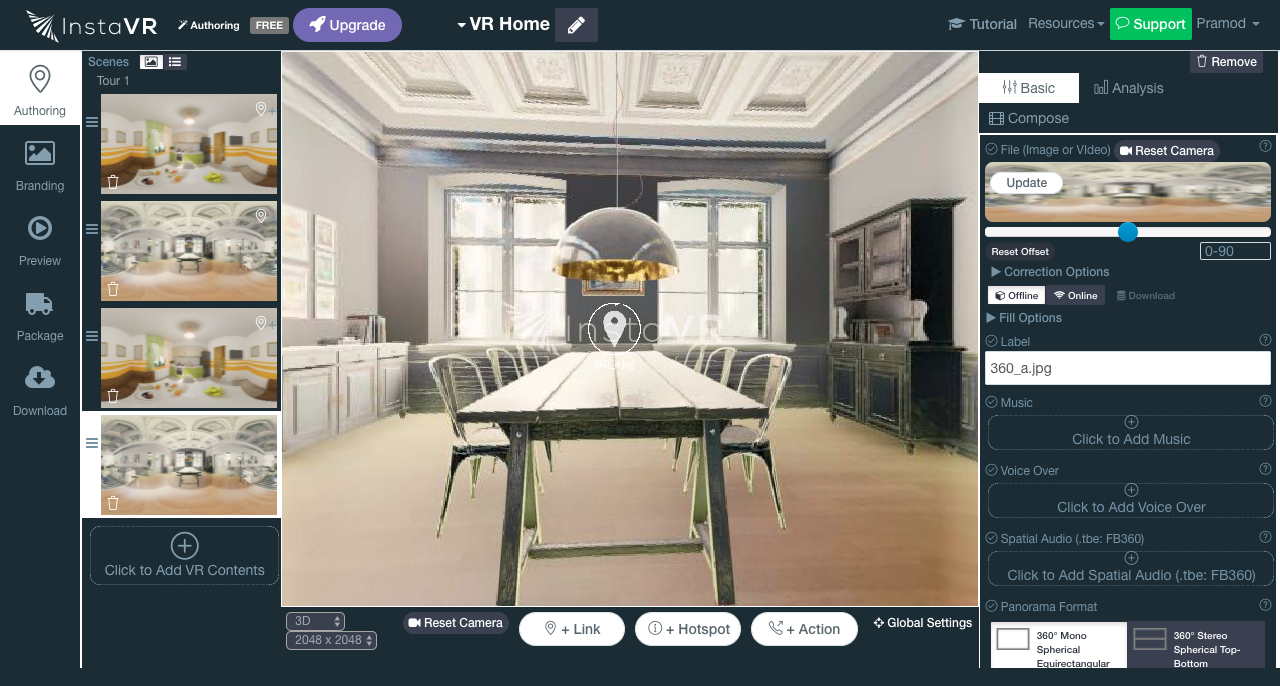 InstaVR
Authoring
FREE
Upgrade
VR Home
Tutorial
Resources
Support
Pramod
Authoring
Branding
Preview
Package
Download
Scenes
Tour 1
Click to Add VR Contents
InstaVR
360_a.jpg
3D
2048 x 2048
Reset Camera
+ Link
+ Hotspot
+ Action
Global Settings
Remove
Basic
Analysis
Compose
File (Image or VIdeo)
Reset Camera
Update
Reset Offset
0-90
Correction Options
Offline
Online
Download
Fill Options
Label
360_a.jpg
Music
Click to Add Music
Voice Over
Click to Add Voice Over
Spatial Audio (.tbe: FB360)
Click to Add Spatial Audio (.tbe: FB360)
Panorama Format
360° Mono
Spherical
Equirectangular
360° Stereo
Spherical Top-
Bottom